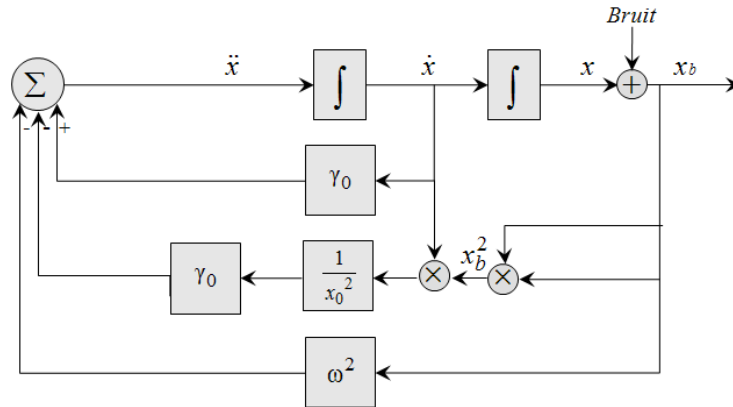 Bruit
ẍ ẋ x x_b
Σ ∫ ∫ +
- - +
γ₀
x_b²
γ₀ 1/x₀² × ×
ω²